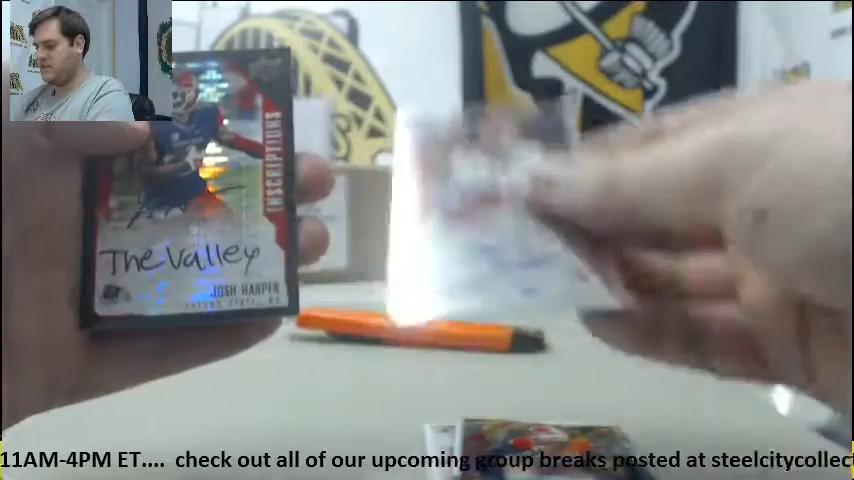 INSCRIPTIONS
The Valley
JOSH HARPER
11AM-4PM ET.... check out all of our upcoming group breaks posted at steelcitycollec